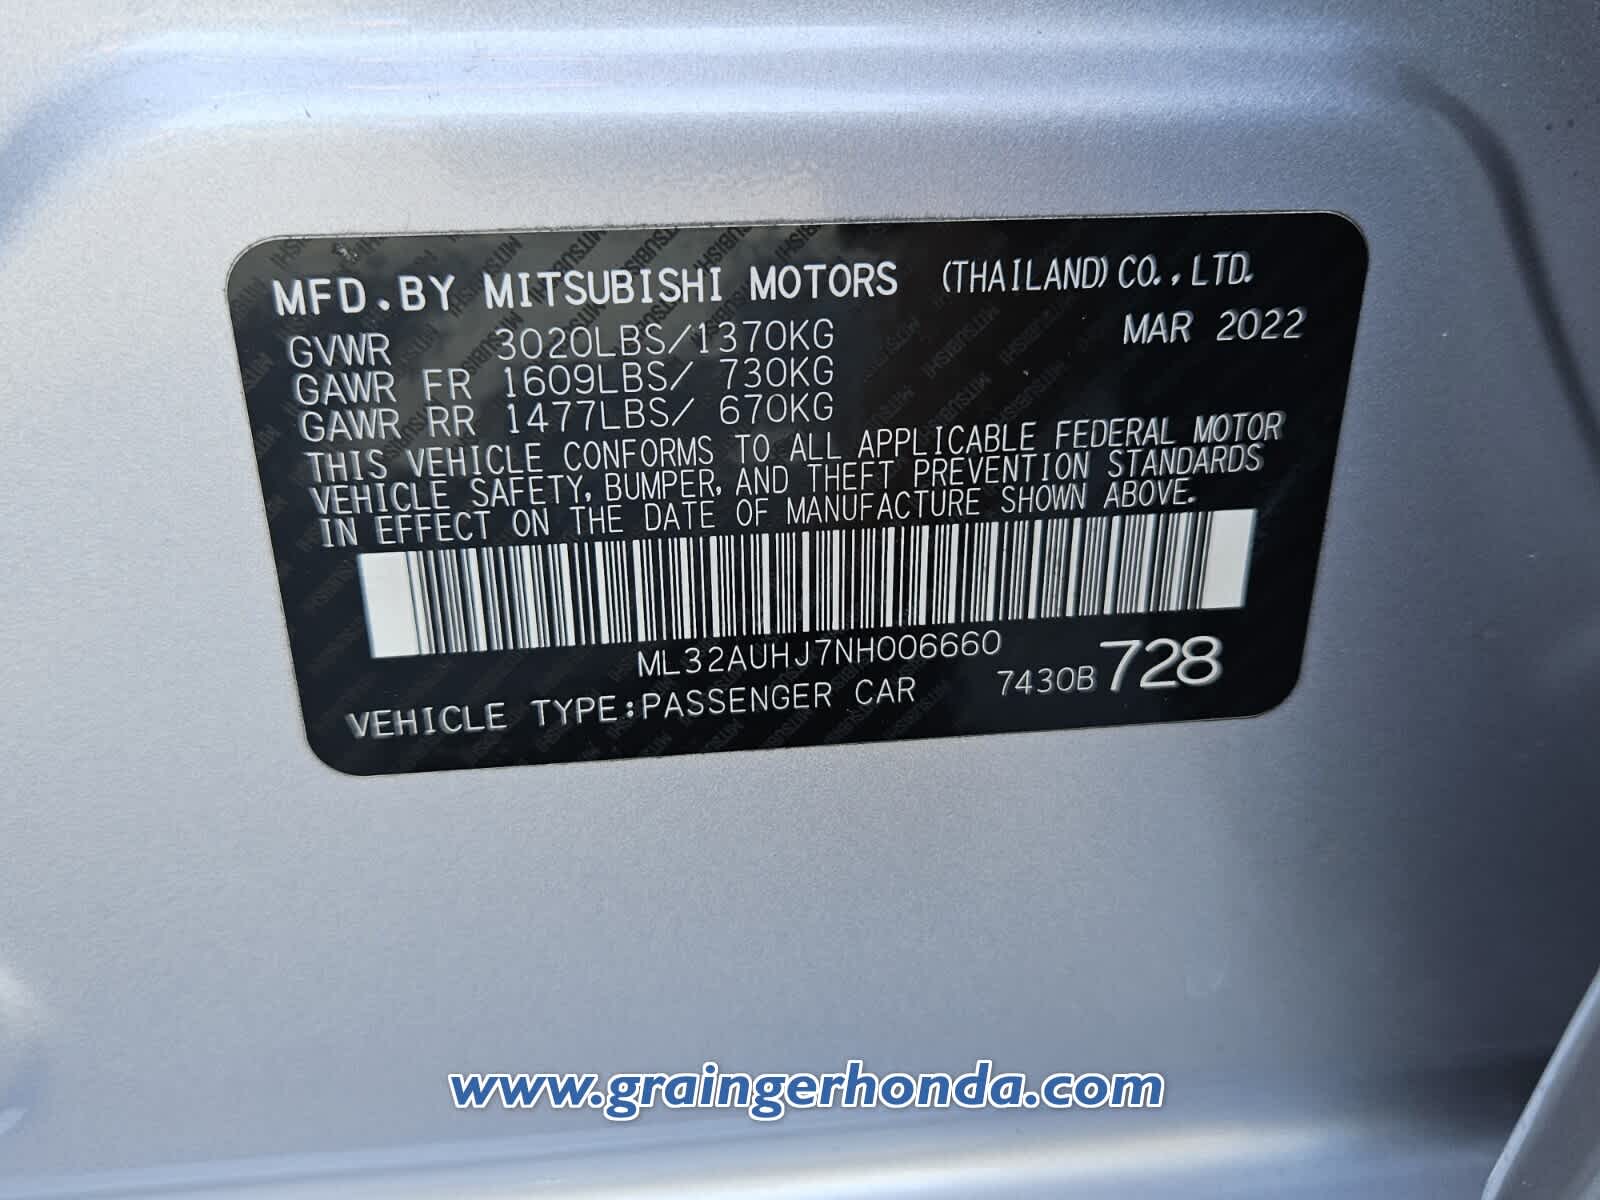 MFD.BY MITSUBISHI MOTORS (THAILAND)CO.,LTD.
GVWR 3020LBS/1370KG MAR 2022
GAWR FR 1609LBS/ 730KG
GAWR RR 1477LBS/ 670KG
THIS VEHICLE CONFORMS TO ALL APPLICABLE FEDERAL MOTOR
VEHICLE SAFETY, BUMPER, AND THEFT PREVENTION STANDARDS
IN EFFECT ON THE DATE OF MANUFACTURE SHOWN ABOVE.
ML32AUHJ7NH006660
VEHICLE TYPE:PASSENGER CAR 7430B 728
www.graingerhonda.com